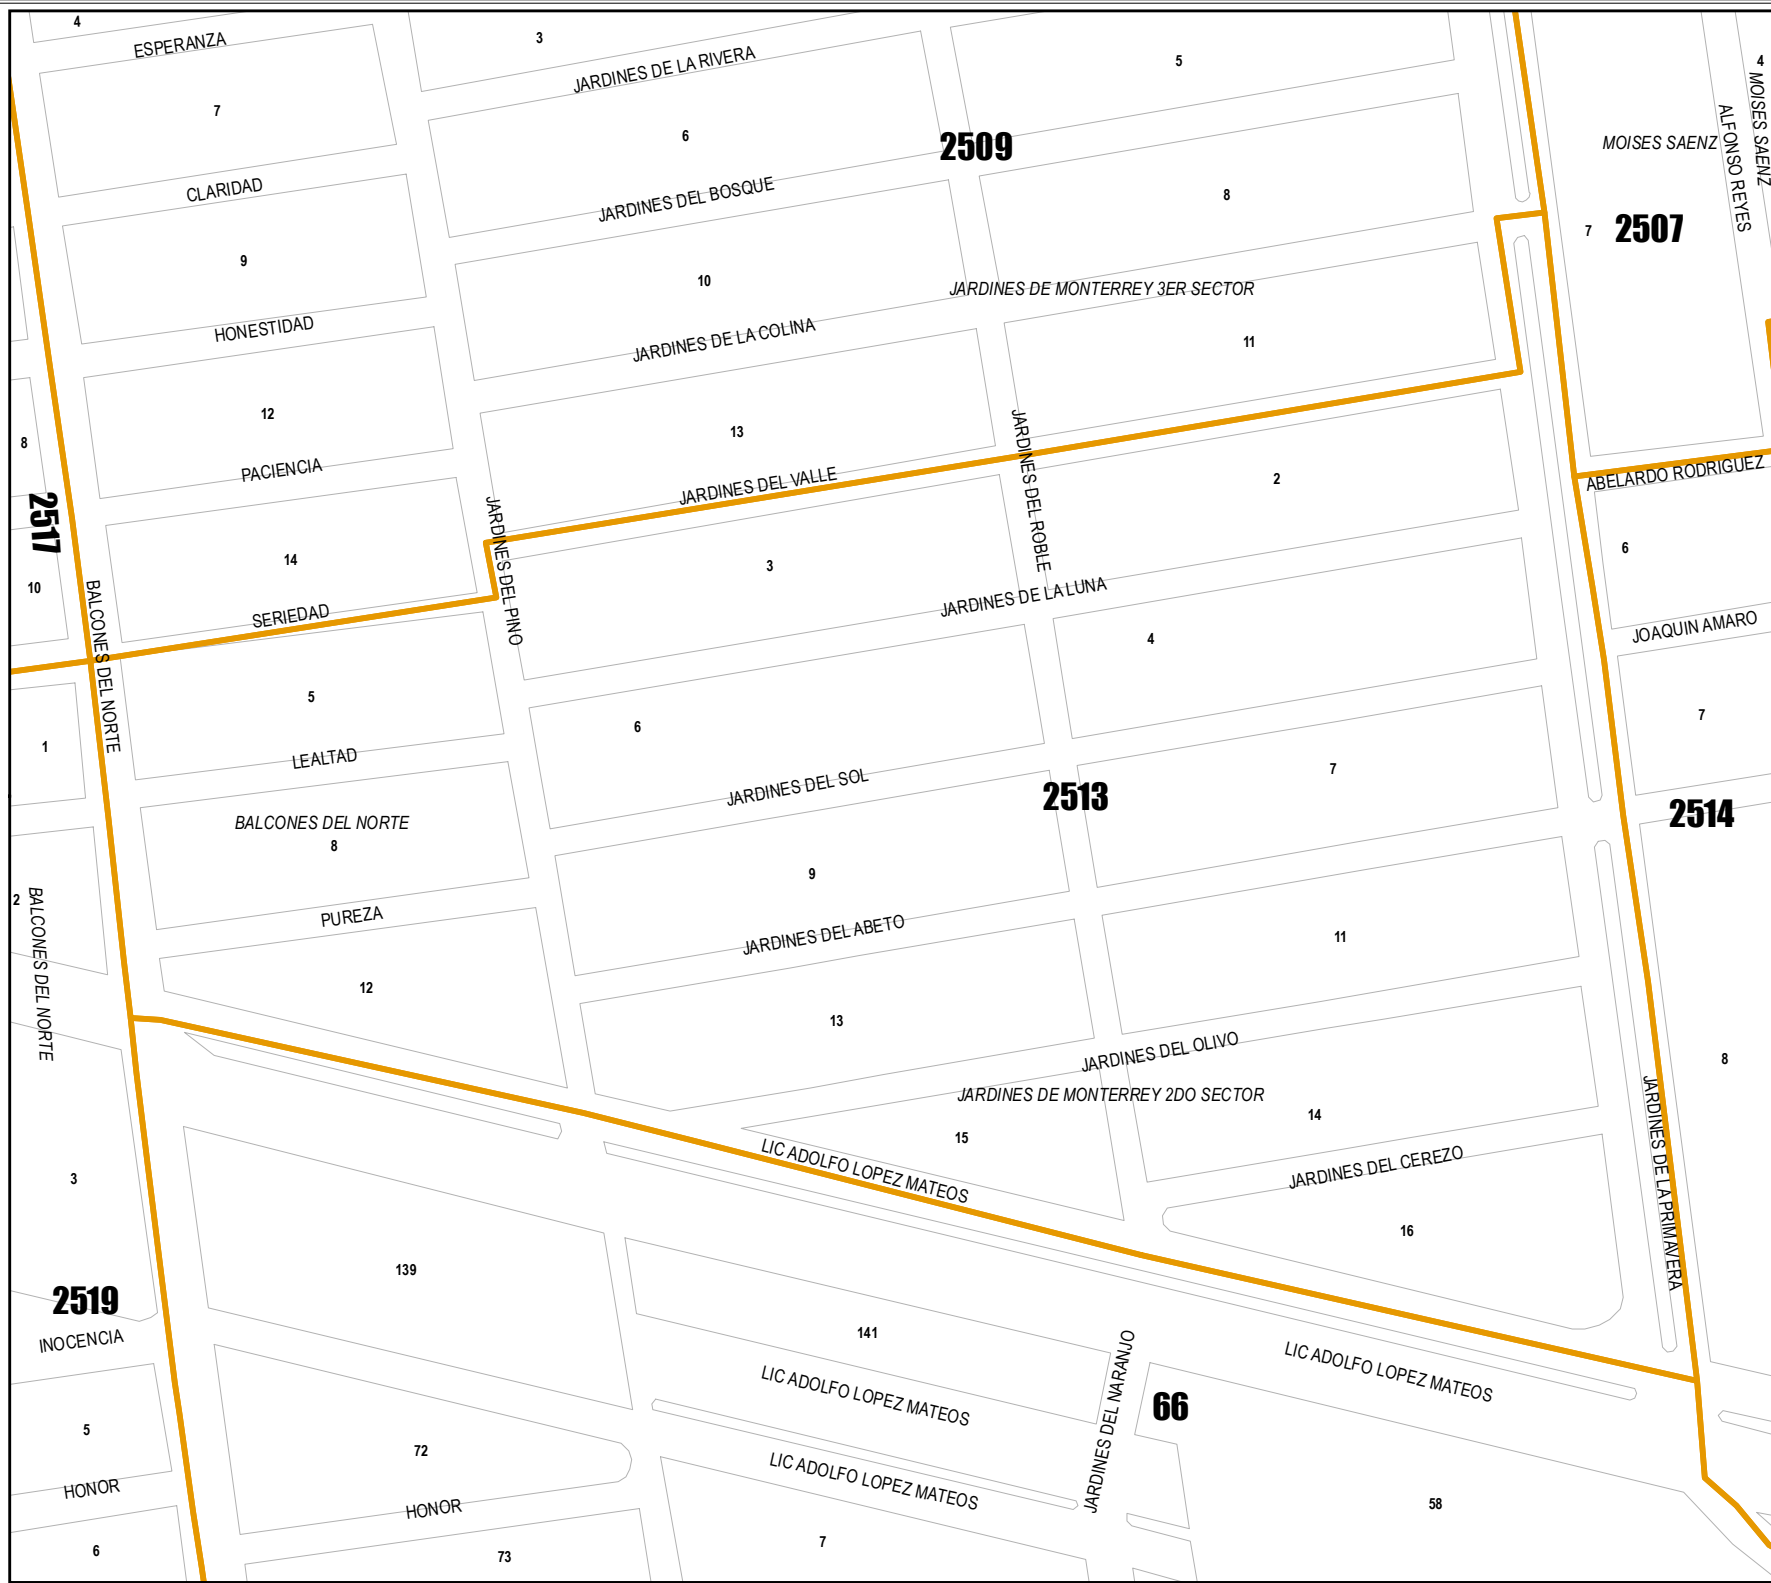 4
ESPERANZA
3
JARDINES DE LA RIVERA
5
4
MOISES SAENZ
7
6
2509
MOISES SAENZ
ALFONSO REYES
CLARIDAD
JARDINES DEL BOSQUE
8
7
2507
9
10
JARDINES DE MONTERREY 3ER SECTOR
HONESTIDAD
JARDINES DE LA COLINA
11
12
13
8
PACIENCIA
JARDINES DEL VALLE
JARDINES DEL ROBLE
2
ABELARDO RODRIGUEZ
2517
JARDINES DEL PINO
14
3
6
10
BALCONES DEL NORTE
SERIEDAD
JARDINES DE LA LUNA
4
JOAQUIN AMARO
5
6
7
1
LEALTAD
JARDINES DEL SOL
7
2513
2514
BALCONES DEL NORTE
8
9
2
BALCONES DEL NORTE
PUREZA
JARDINES DEL ABETO
11
12
13
JARDINES DEL OLIVO
8
JARDINES DE MONTERREY 2DO SECTOR
14
15
JARDINES DE LA PRIMAVERA
LIC ADOLFO LOPEZ MATEOS
JARDINES DEL CEREZO
3
16
139
2519
INOCENCIA
141
JARDINES DEL NARANJO
LIC ADOLFO LOPEZ MATEOS
LIC ADOLFO LOPEZ MATEOS
66
5
72
LIC ADOLFO LOPEZ MATEOS
HONOR
HONOR
58
6
73
7